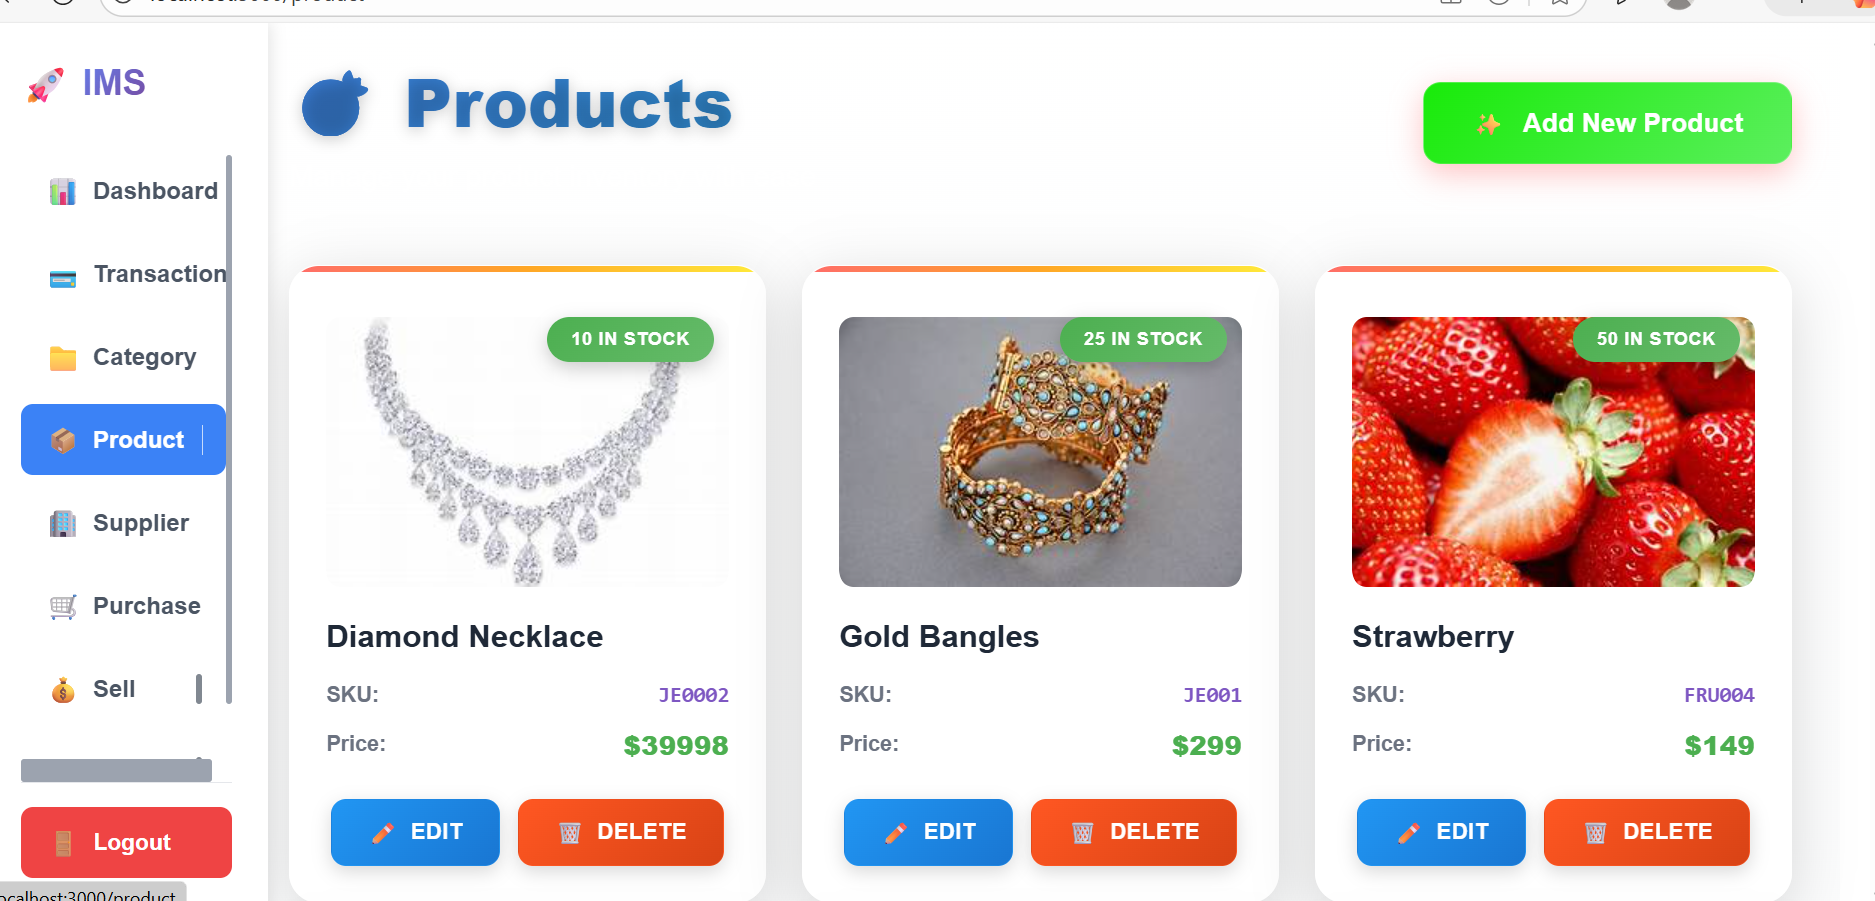 IMS
Dashboard
Transaction
Category
Product
Supplier
Purchase
Sell
Logout
localhost:3000/product
Products
Add New Product
10 IN STOCK
Diamond Necklace
SKU: JE0002
Price: $39998
EDIT DELETE
25 IN STOCK
Gold Bangles
SKU: JE001
Price: $299
EDIT DELETE
50 IN STOCK
Strawberry
SKU: FRU004
Price: $149
EDIT DELETE